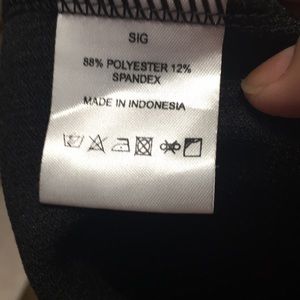 SIG
88% POLYESTER 12%
SPANDEX
MADE IN INDONESIA